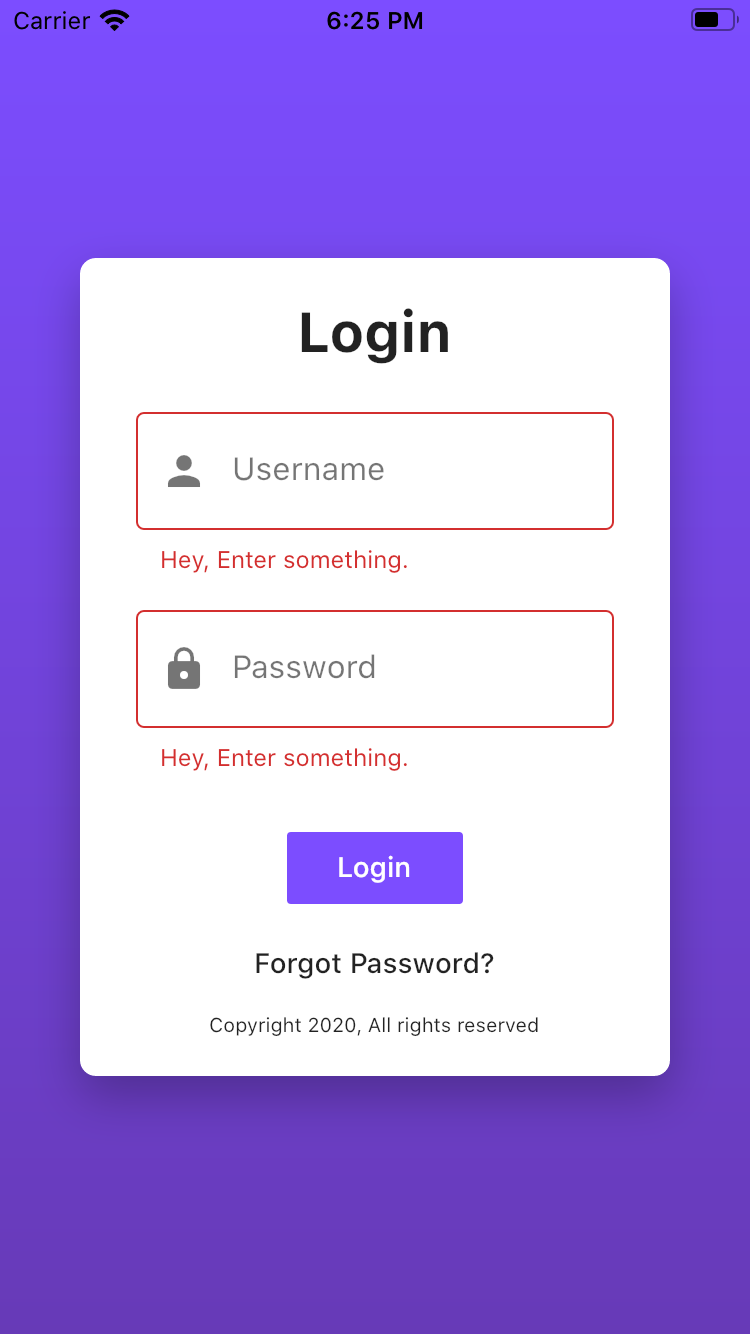 Carrier 6:25 PM
Login
Username
Hey, Enter something.
Password
Hey, Enter something.
Login
Forgot Password?
Copyright 2020, All rights reserved